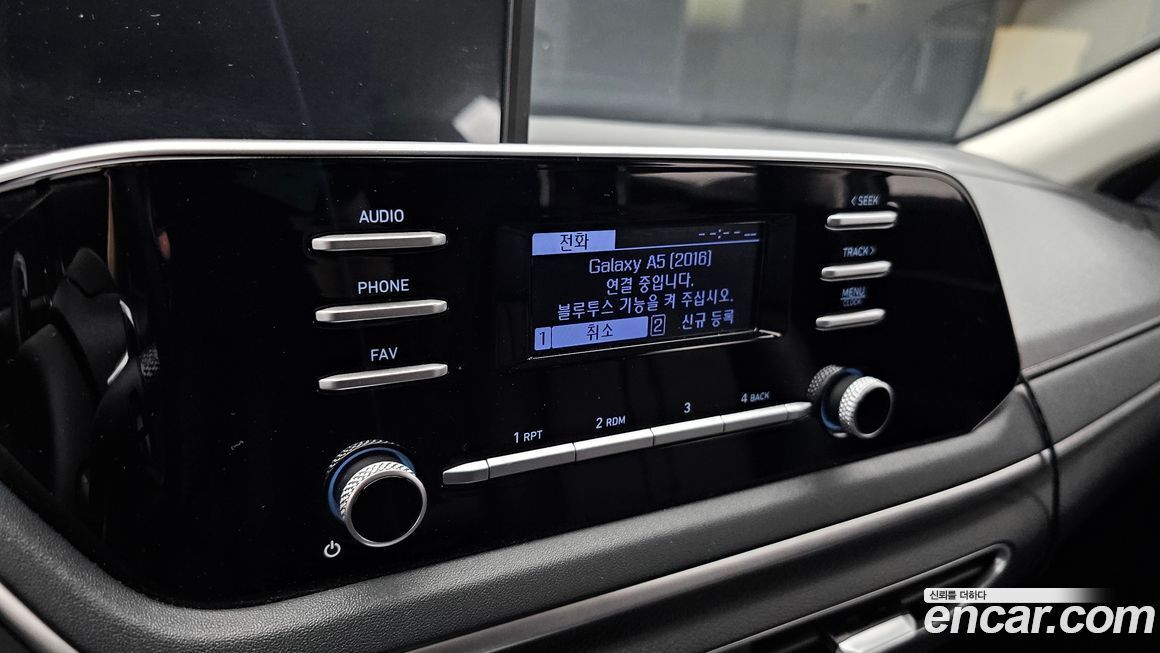 AUDIO
PHONE
FAV
전화
--:--
Galaxy A5 (2016)
연결 중입니다.
블루투스 기능을 켜 주십시오.
1 취소 2 신규 등록
< SEEK
TRACK >
MENU
CLOCK
1 RPT
2 RDM
3
4 BACK
신뢰를 더하다
encar.com